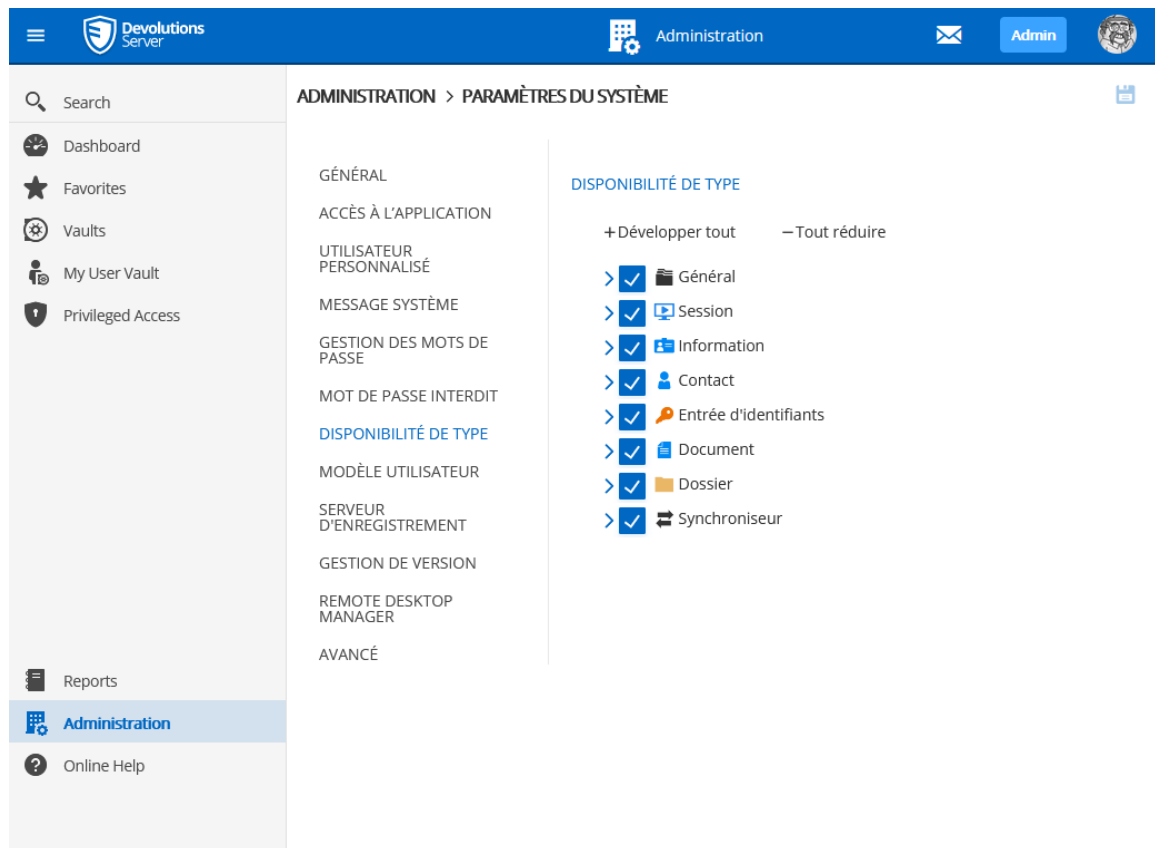 Devolutions
Server
Administration
Admin
Search
Dashboard
Favorites
Vaults
My User Vault
Privileged Access
Reports
Administration
Online Help
ADMINISTRATION > PARAMÈTRES DU SYSTÈME
GÉNÉRAL
ACCÈS À L'APPLICATION
UTILISATEUR
PERSONNALISÉ
MESSAGE SYSTÈME
GESTION DES MOTS DE
PASSE
MOT DE PASSE INTERDIT
DISPONIBILITÉ DE TYPE
MODÈLE UTILISATEUR
SERVEUR
D'ENREGISTREMENT
GESTION DE VERSION
REMOTE DESKTOP
MANAGER
AVANCÉ
DISPONIBILITÉ DE TYPE
+Développer tout −Tout réduire
Général
Session
Information
Contact
Entrée d'identifiants
Document
Dossier
Synchroniseur